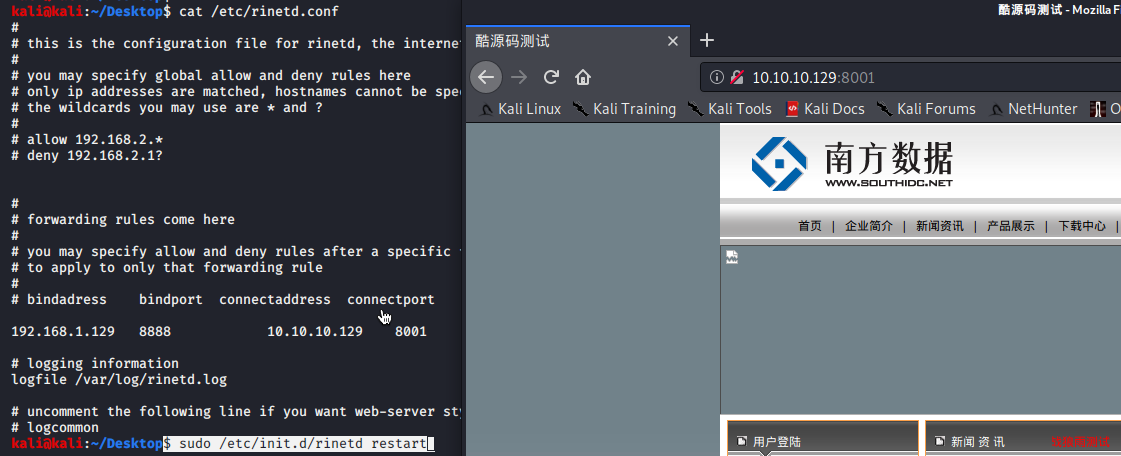 kali@kali:~/Desktop$ cat /etc/rinetd.conf
#
# this is the configuration file for rinetd, the internet
#
# you may specify global allow and deny rules here
# only ip addresses are matched, hostnames cannot be spe
# the wildcards you may use are * and ?
#
# allow 192.168.2.*
# deny 192.168.2.1?
#
# forwarding rules come here
#
# you may specify allow and deny rules after a specific
# to apply to only that forwarding rule
#
# bindadress    bindport  connectaddress  connectport
192.168.1.129   8888            10.10.10.129    8001
# logging information
logfile /var/log/rinetd.log
# uncomment the following line if you want web-server sty
# logcommon
kali@kali:~/Desktop$ sudo /etc/init.d/rinetd restart
酷源码测试 - Mozilla F
酷源码测试
10.10.10.129:8001
Kali Linux Kali Training Kali Tools Kali Docs Kali Forums NetHunter O
南方数据
WWW.SOUTHIDC.NET
首页 | 企业简介 | 新闻资讯 | 产品展示 | 下载中心 |
用户登陆
新闻资讯